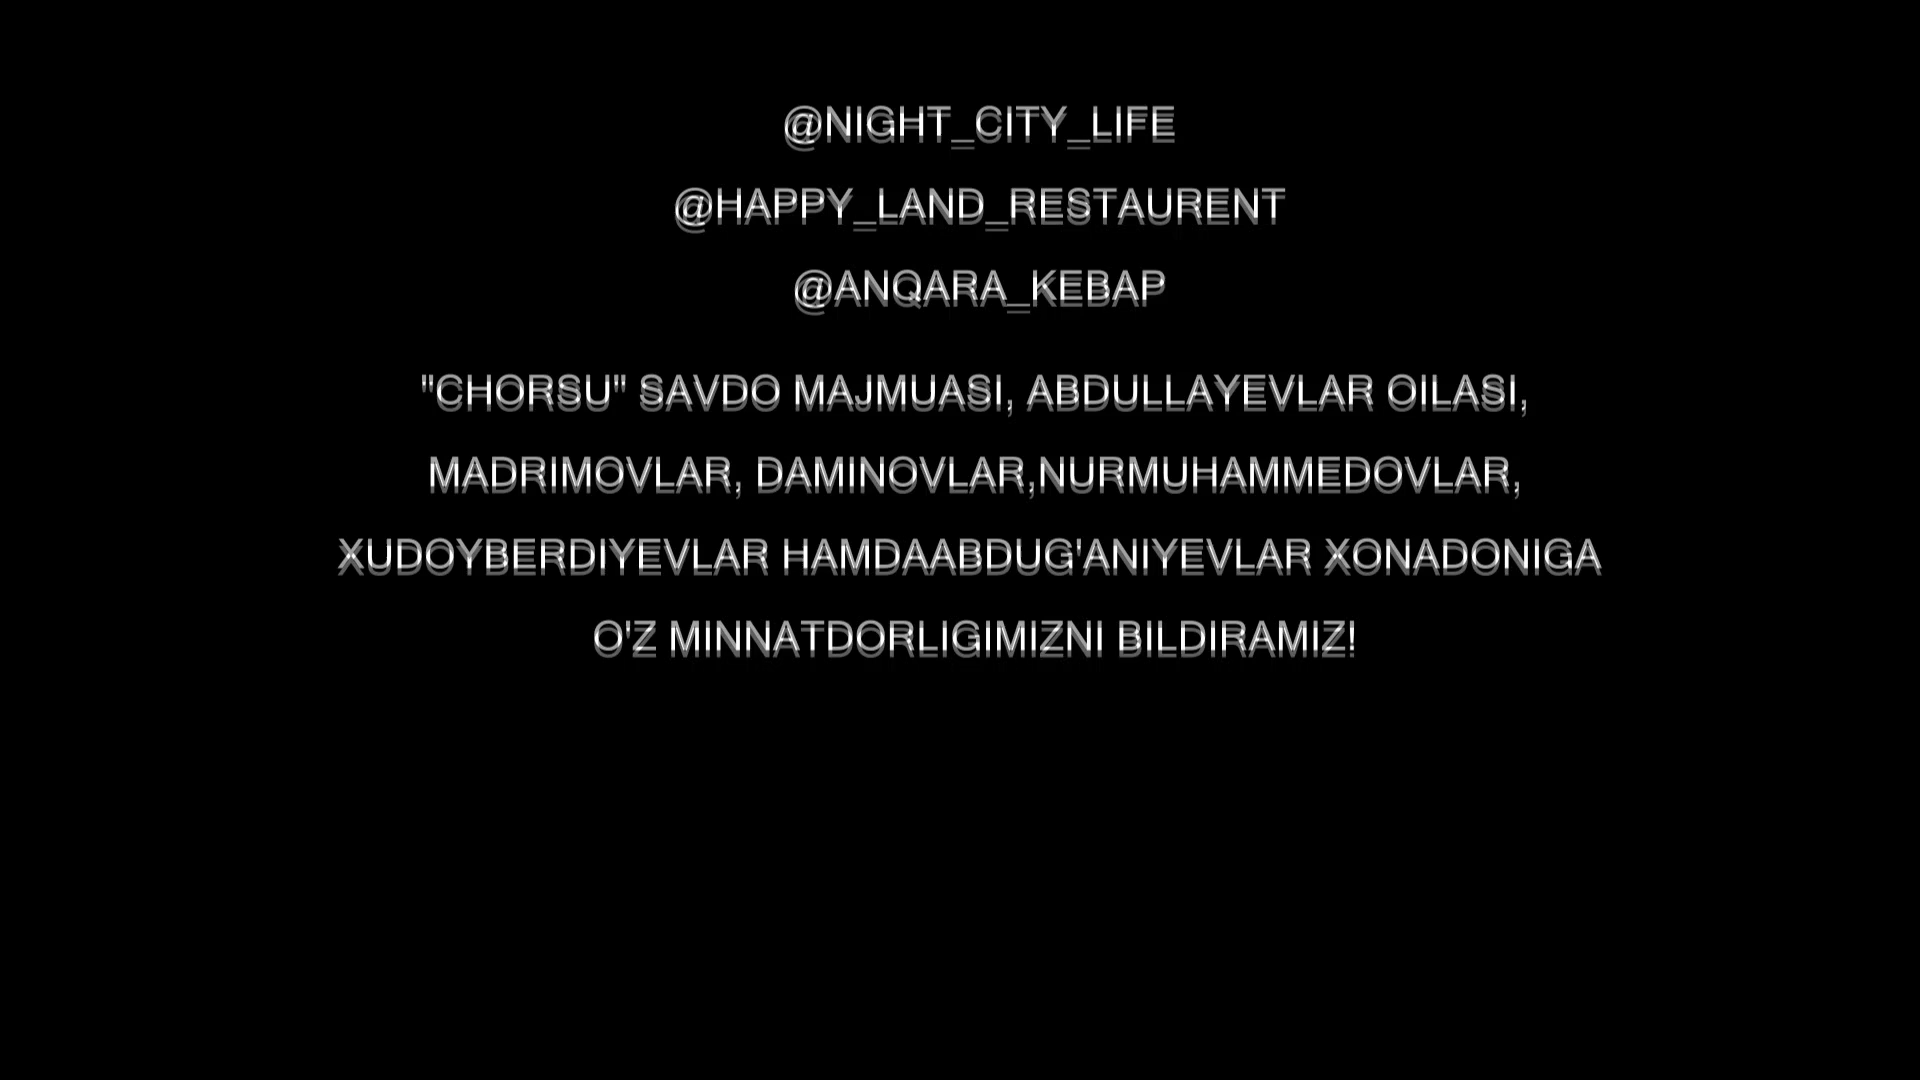 @NIGHT_CITY_LIFE
@HAPPY_LAND_RESTAURENT
@ANQARA_KEBAP
"CHORSU" SAVDO MAJMUASI, ABDULLAYEVLAR OILASI,
MADRIMOVLAR, DAMINOVLAR,NURMUHAMMEDOVLAR,
XUDOYBERDIYEVLAR HAMDAABDUG'ANIYEVLAR XONADONIGA
O'Z MINNATDORLIGIMIZNI BILDIRAMIZ!